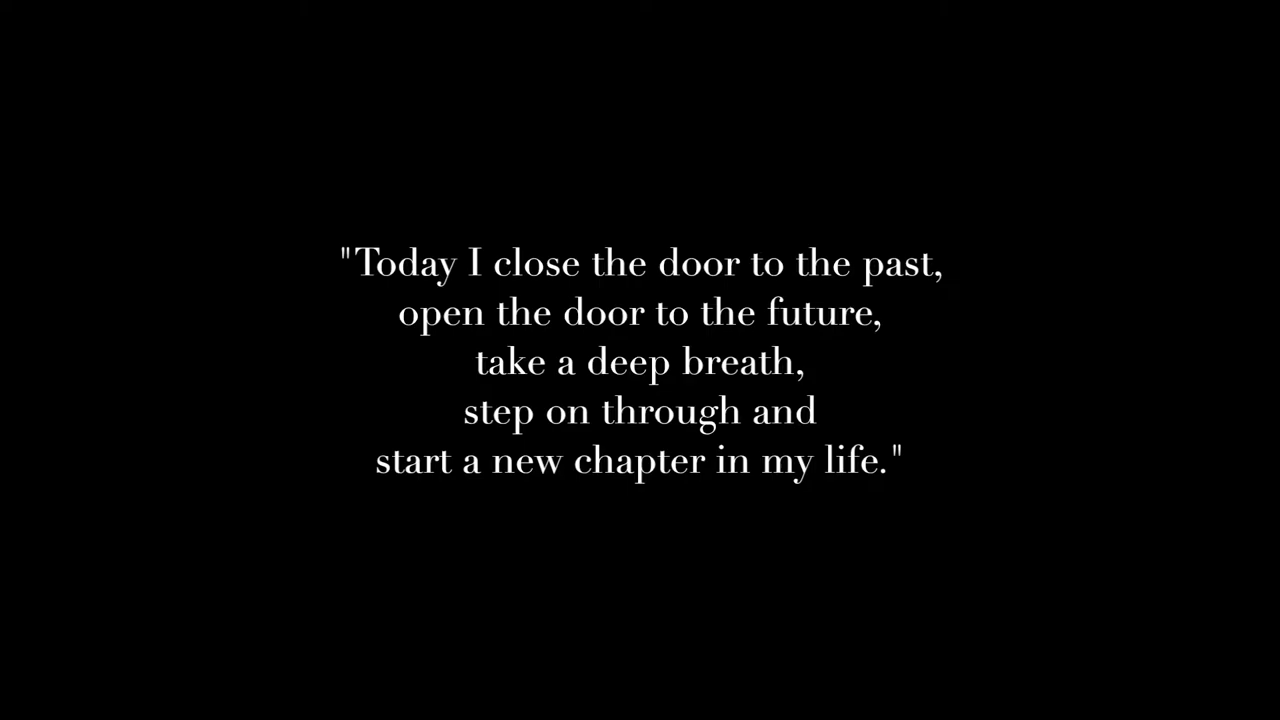 "Today I close the door to the past,
open the door to the future,
take a deep breath,
step on through and
start a new chapter in my life."